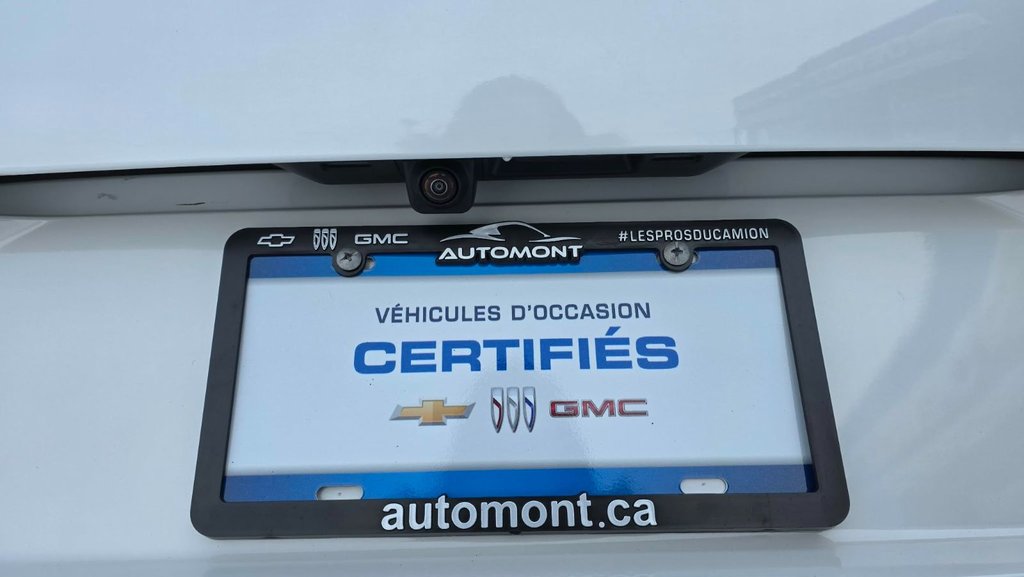 GMC AUTOMONT #LESPROSDUCAMION
VÉHICULES D'OCCASION
CERTIFIÉS
GMC
automont.ca